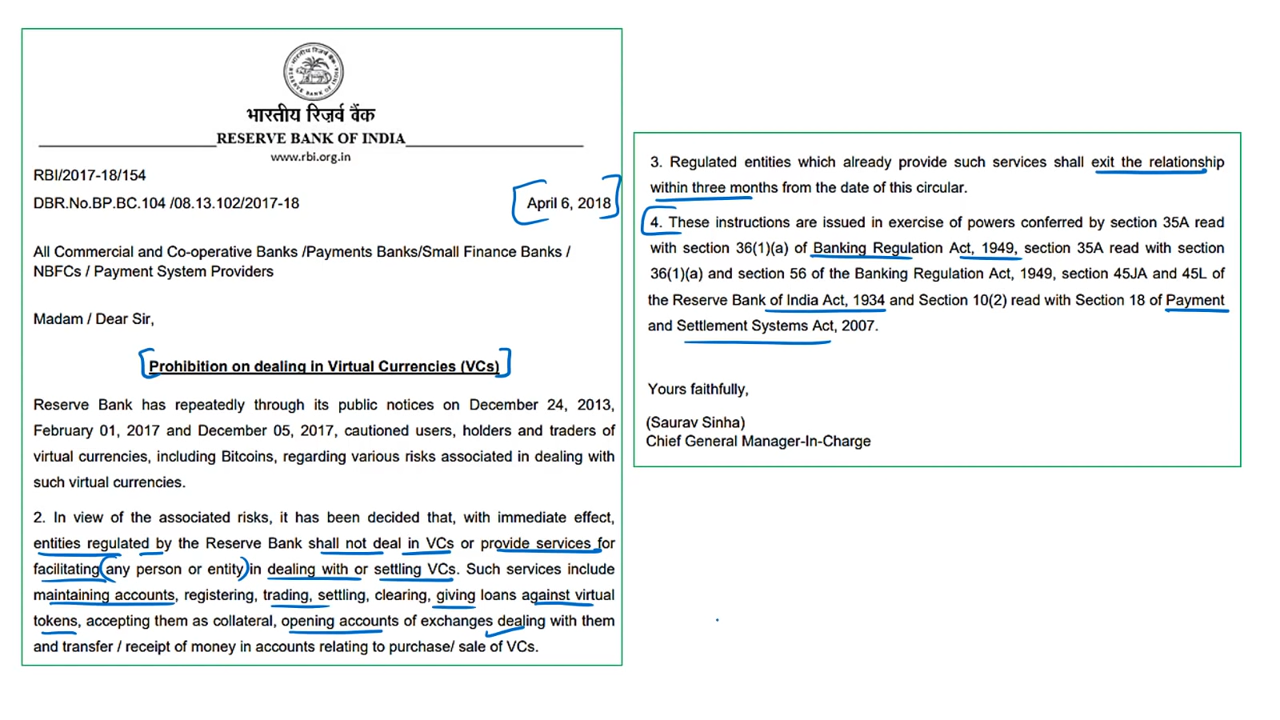 भारतीय रिज़र्व बैंक
RESERVE BANK OF INDIA
www.rbi.org.in
RBI/2017-18/154
DBR.No.BP.BC.104 /08.13.102/2017-18
April 6, 2018
All Commercial and Co-operative Banks /Payments Banks/Small Finance Banks /
NBFCs / Payment System Providers
Madam / Dear Sir,
Prohibition on dealing in Virtual Currencies (VCs)
Reserve Bank has repeatedly through its public notices on December 24, 2013,
February 01, 2017 and December 05, 2017, cautioned users, holders and traders of
virtual currencies, including Bitcoins, regarding various risks associated in dealing with
such virtual currencies.
2. In view of the associated risks, it has been decided that, with immediate effect,
entities regulated by the Reserve Bank shall not deal in VCs or provide services for
facilitating any person or entity in dealing with or settling VCs. Such services include
maintaining accounts, registering, trading, settling, clearing, giving loans against virtual
tokens, accepting them as collateral, opening accounts of exchanges dealing with them
and transfer / receipt of money in accounts relating to purchase/ sale of VCs.
3. Regulated entities which already provide such services shall exit the relationship
within three months from the date of this circular.
4. These instructions are issued in exercise of powers conferred by section 35A read
with section 36(1)(a) of Banking Regulation Act, 1949, section 35A read with section
36(1)(a) and section 56 of the Banking Regulation Act, 1949, section 45JA and 45L of
the Reserve Bank of India Act, 1934 and Section 10(2) read with Section 18 of Payment
and Settlement Systems Act, 2007.
Yours faithfully,
(Saurav Sinha)
Chief General Manager-In-Charge